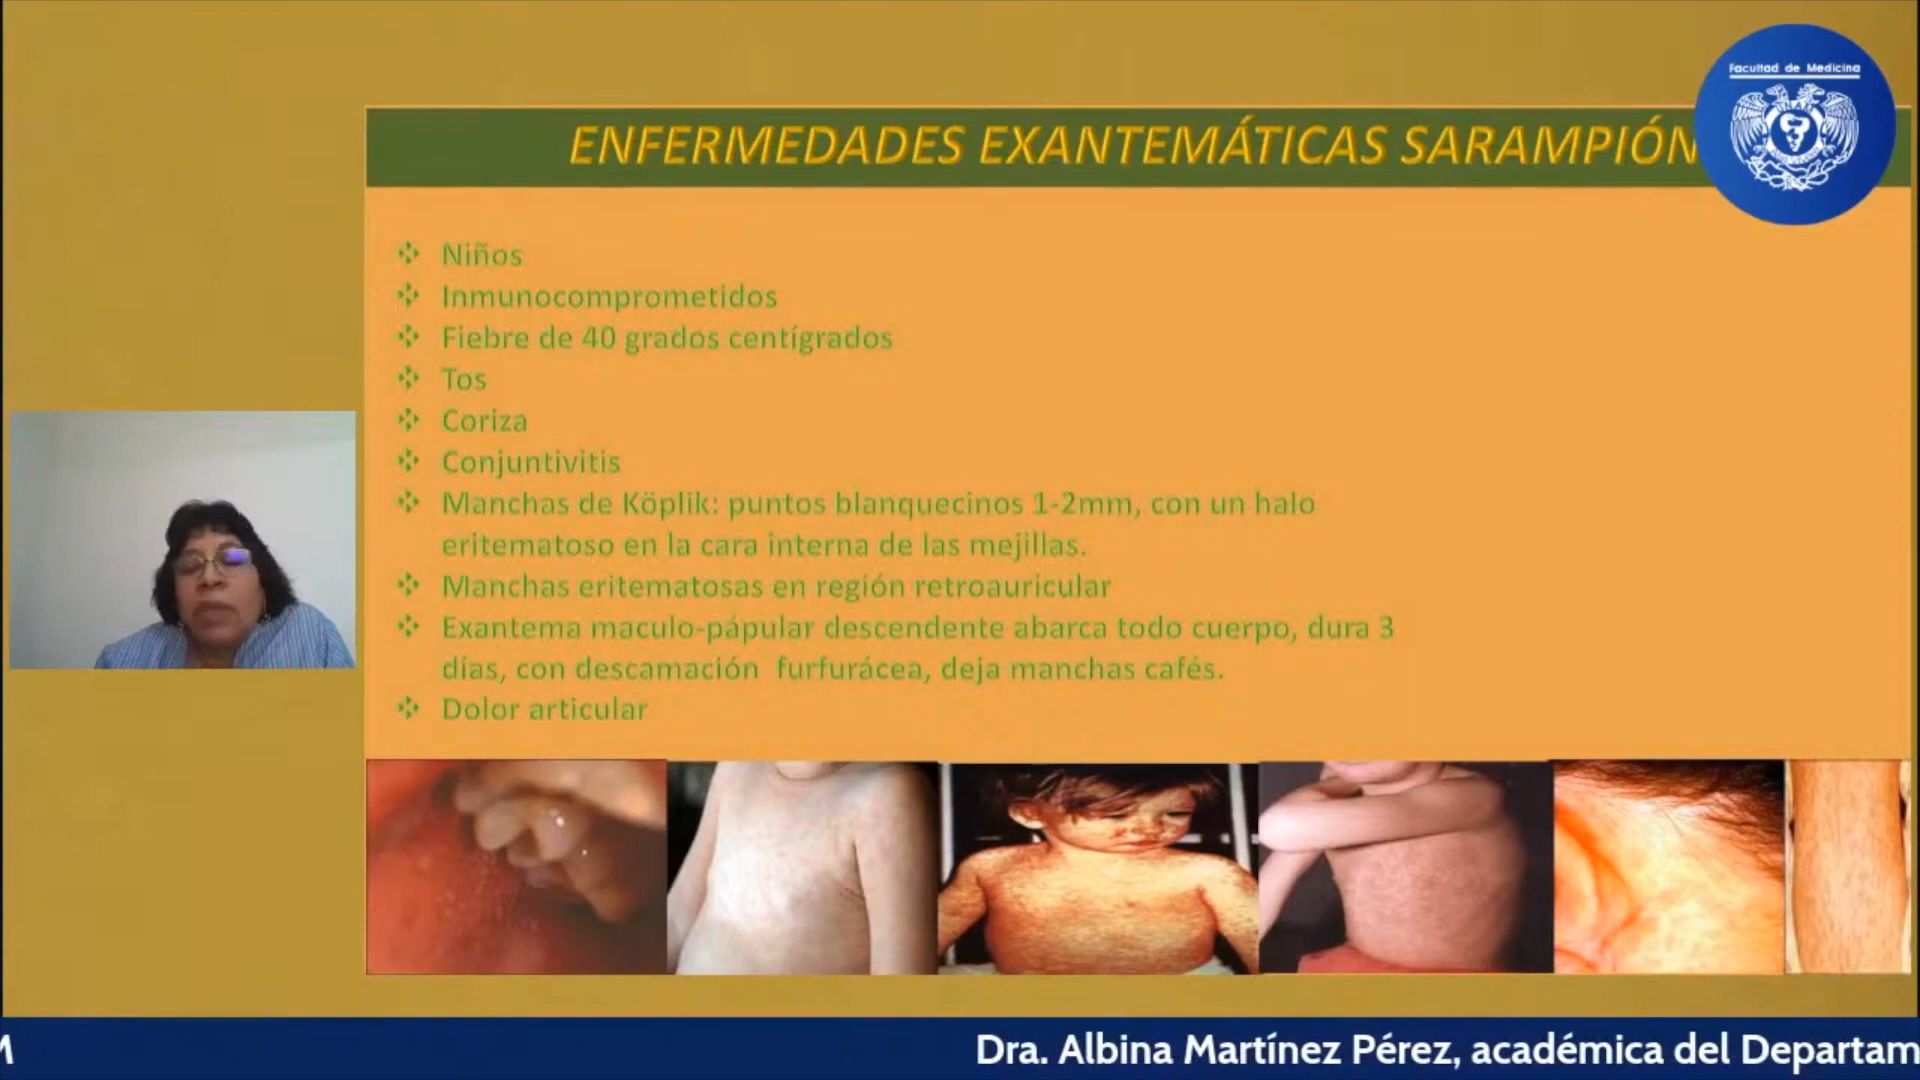 Facultad de Medicina
ENFERMEDADES EXANTEMÁTICAS SARAMPIÓN
Niños
Inmunocomprometidos
Fiebre de 40 grados centígrados
Tos
Coriza
Conjuntivitis
Manchas de Köplik: puntos blanquecinos 1-2mm, con un halo
eritematoso en la cara interna de las mejillas.
Manchas eritematosas en región retroauricular
Exantema maculo-pápular descendente abarca todo cuerpo, dura 3
días, con descamación furfurácea, deja manchas cafés.
Dolor articular
Dra. Albina Martínez Pérez, académica del Departam